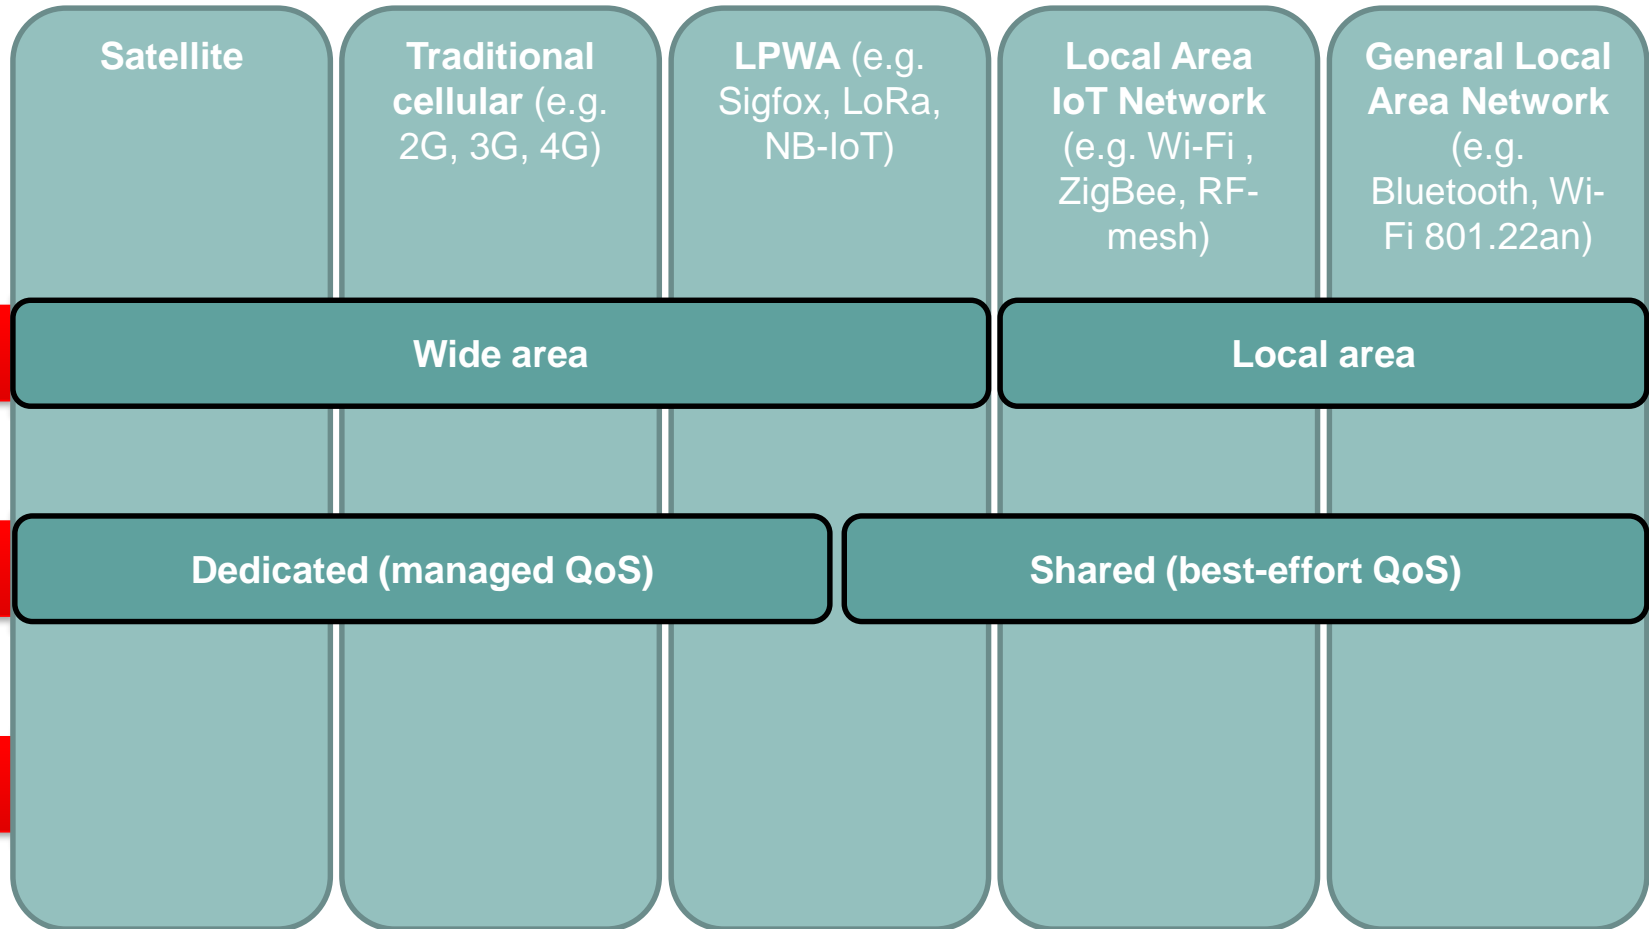 Satellite
Traditional
cellular (e.g.
2G, 3G, 4G)
LPWA (e.g.
Sigfox, LoRa,
NB-IoT)
Local Area
IoT Network
(e.g. Wi-Fi ,
ZigBee, RF-
mesh)
General Local
Area Network
(e.g.
Bluetooth, Wi-
Fi 801.22an)
Wide area
Local area
Dedicated (managed QoS)
Shared (best-effort QoS)